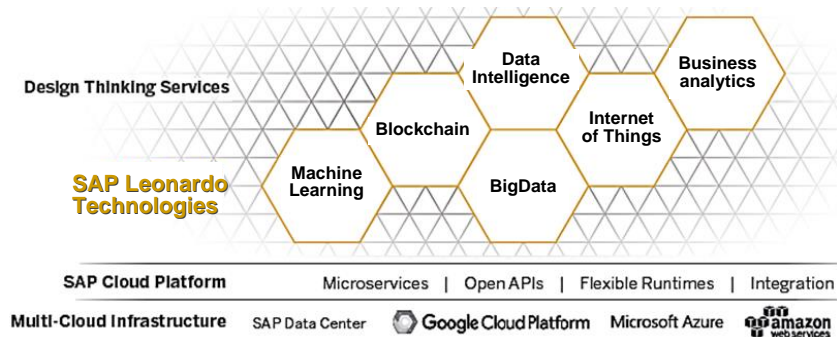 Data
Intelligence
Business
analytics
Design Thinking Services
Blockchain
Internet
of Things
Machine
Learning
BigData
SAP Leonardo
Technologies
SAP Cloud Platform
Microservices | Open APIs | Flexible Runtimes | Integration
Multi-Cloud Infrastructure
SAP Data Center
Google Cloud Platform
Microsoft Azure
amazon
web services